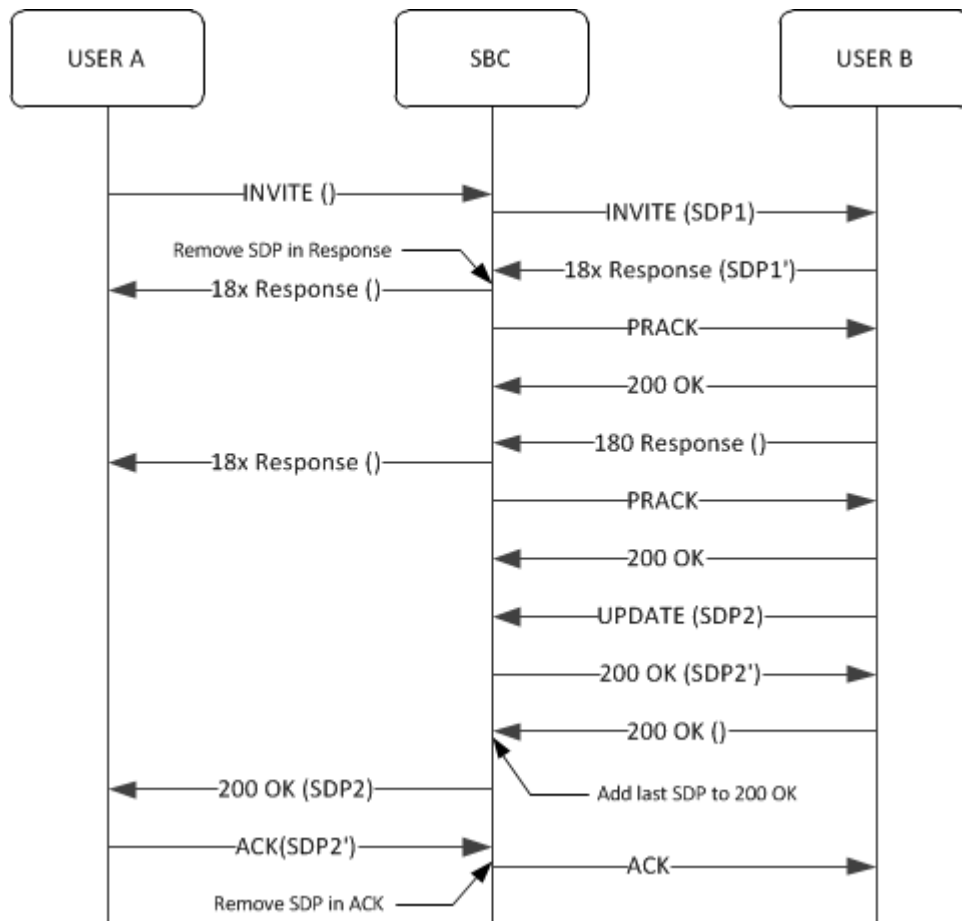 USER A
SBC
USER B
INVITE ()
INVITE (SDP1)
Remove SDP in Response
18x Response (SDP1')
18x Response ()
PRACK
200 OK
180 Response ()
18x Response ()
PRACK
200 OK
UPDATE (SDP2)
200 OK (SDP2')
200 OK ()
200 OK (SDP2)
Add last SDP to 200 OK
ACK(SDP2')
ACK
Remove SDP in ACK